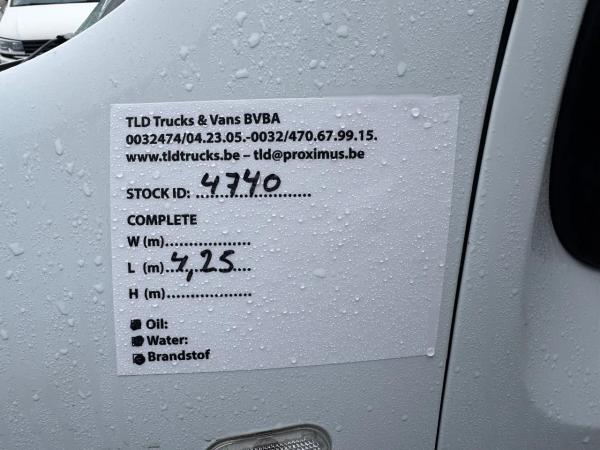 TLD Trucks & Vans BVBA
0032474/04.23.05.-0032/470.67.99.15.
www.tldtrucks.be – tld@proximus.be
STOCK ID: 4740
COMPLETE
W (m)..................
L (m) 4,25
H (m)..................
Oil:
Water:
Brandstof